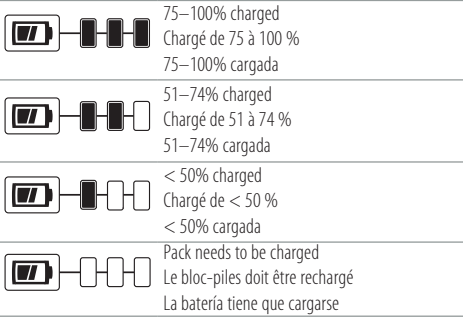 75–100% charged
Chargé de 75 à 100 %
75–100% cargada
51–74% charged
Chargé de 51 à 74 %
51–74% cargada
< 50% charged
Chargé de < 50 %
< 50% cargada
Pack needs to be charged
Le bloc-piles doit être rechargé
La batería tiene que cargarse